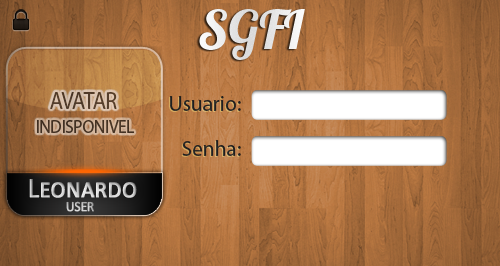 SGFI
AVATAR
INDISPONIVEL
Usuario:
Senha:
LEONARDO
USER